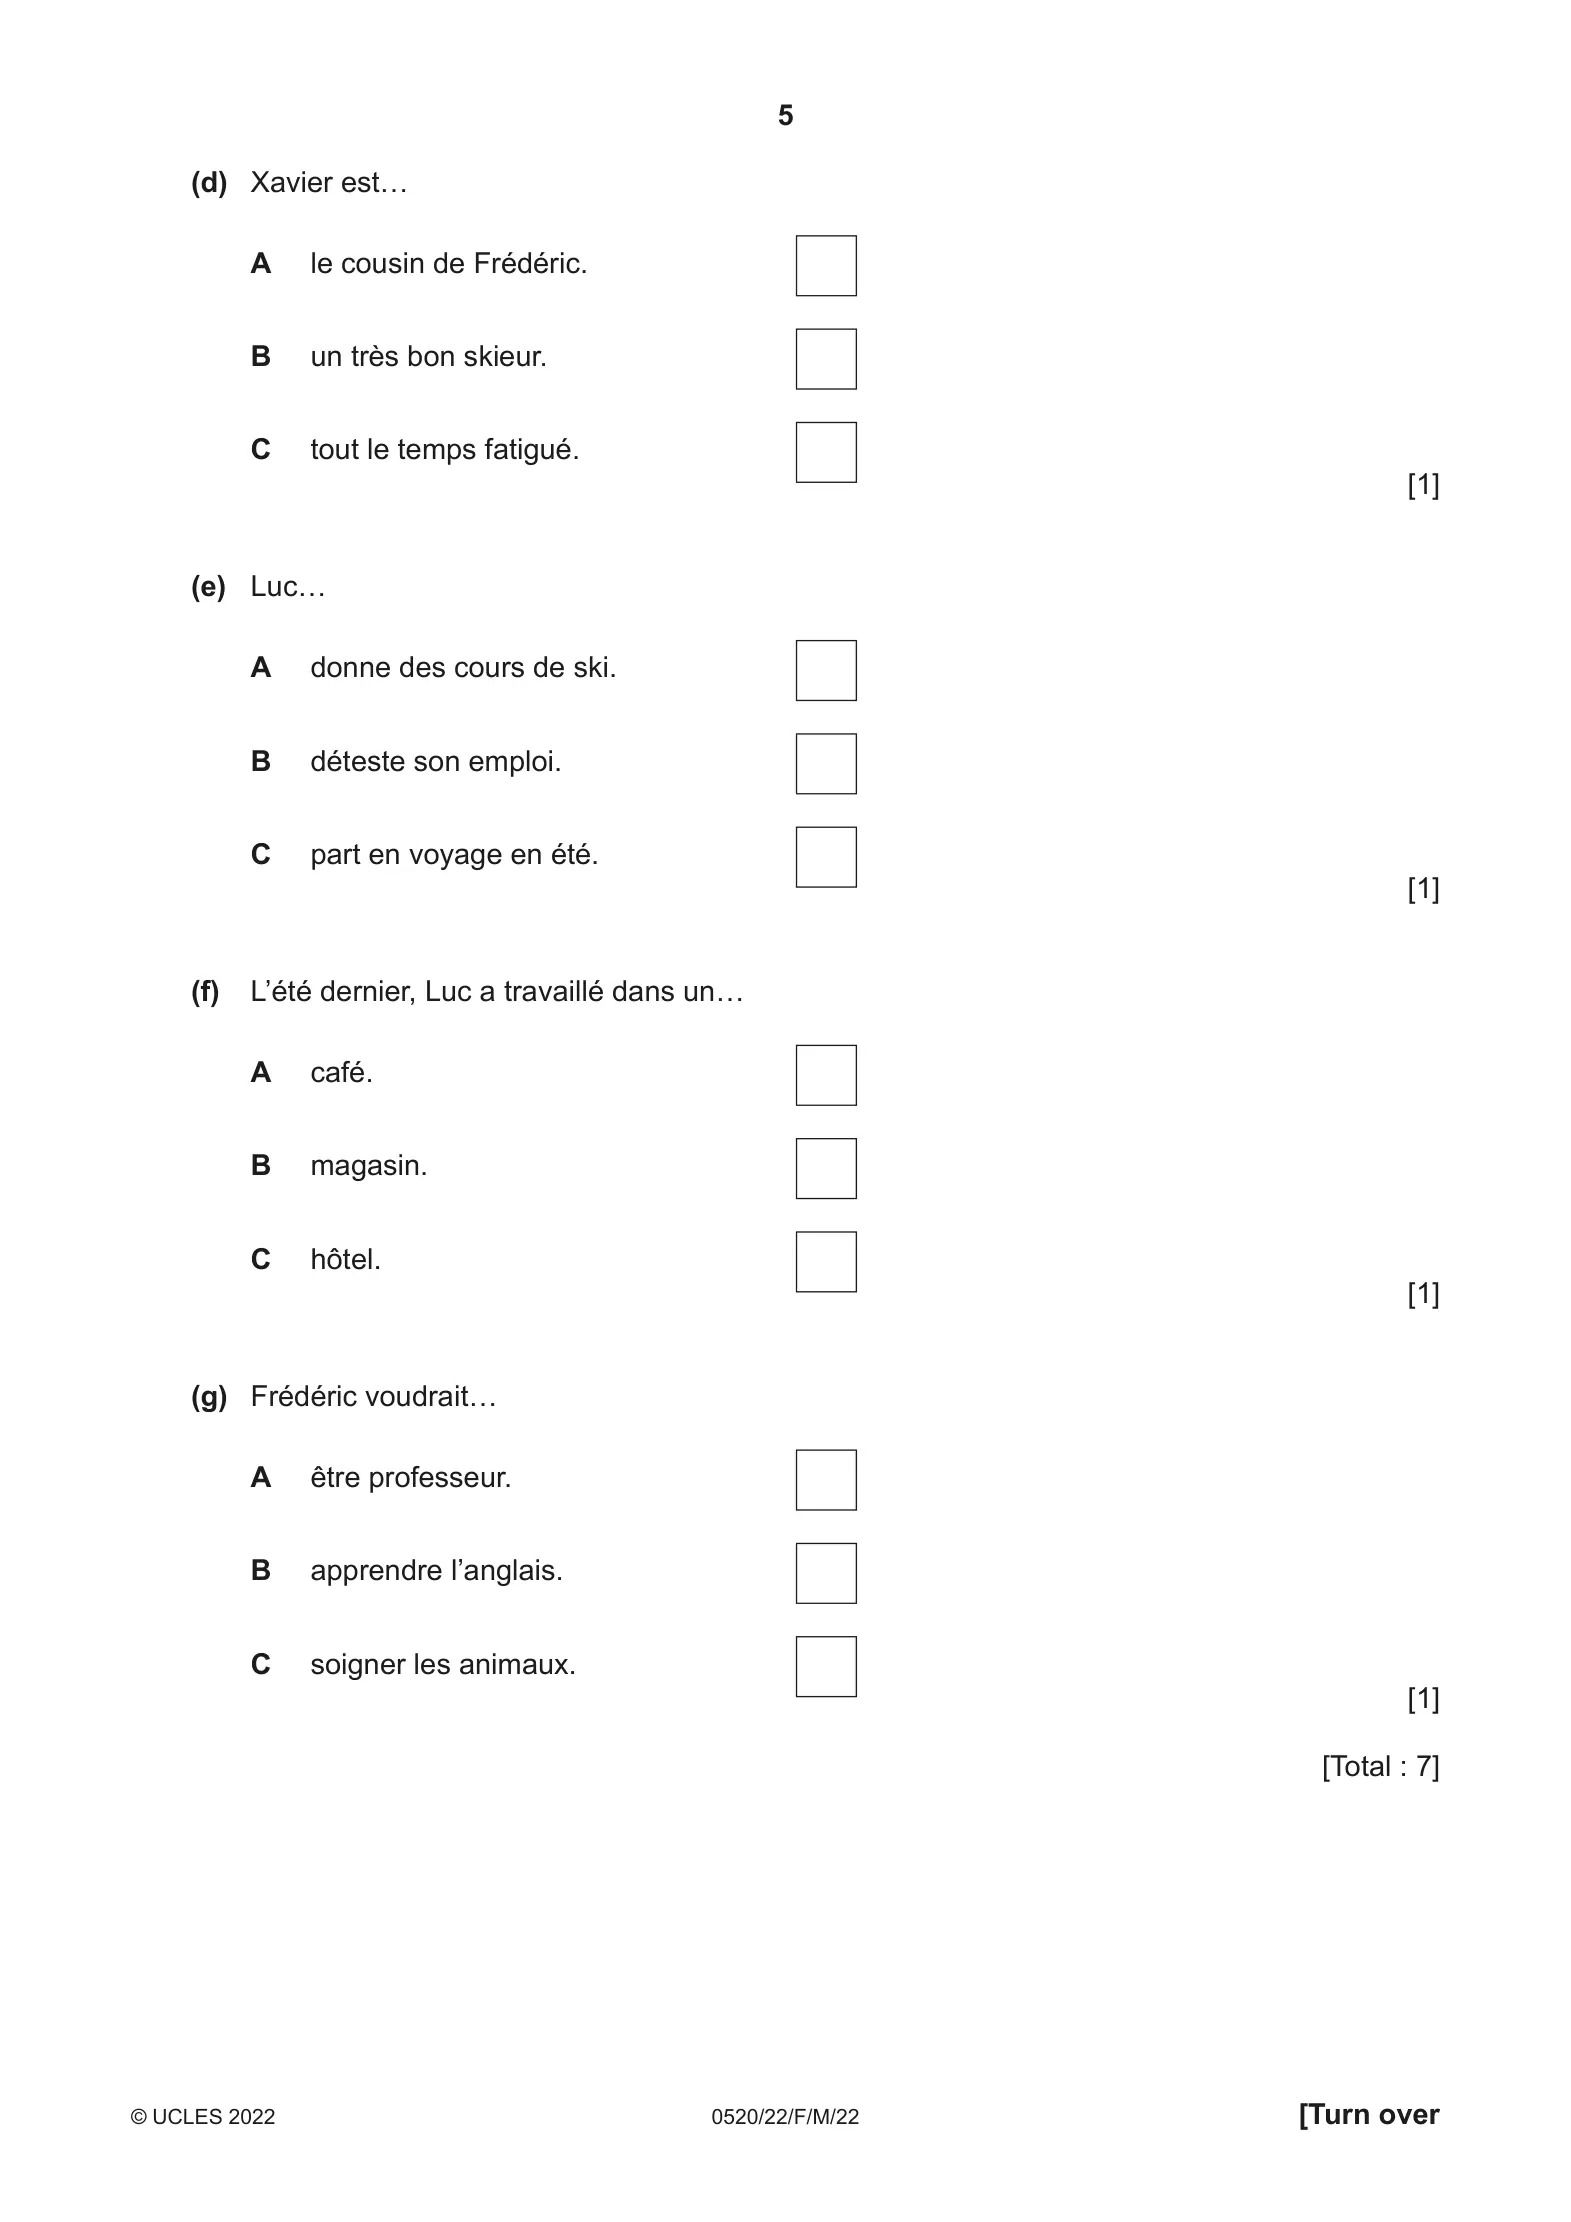 5
(d) Xavier est…
A le cousin de Frédéric.
B un très bon skieur.
C tout le temps fatigué.
[1]
(e) Luc…
A donne des cours de ski.
B déteste son emploi.
C part en voyage en été.
[1]
(f) L’été dernier, Luc a travaillé dans un…
A café.
B magasin.
C hôtel.
[1]
(g) Frédéric voudrait…
A être professeur.
B apprendre l’anglais.
C soigner les animaux.
[1]
[Total : 7]
© UCLES 2022 0520/22/F/M/22 [Turn over